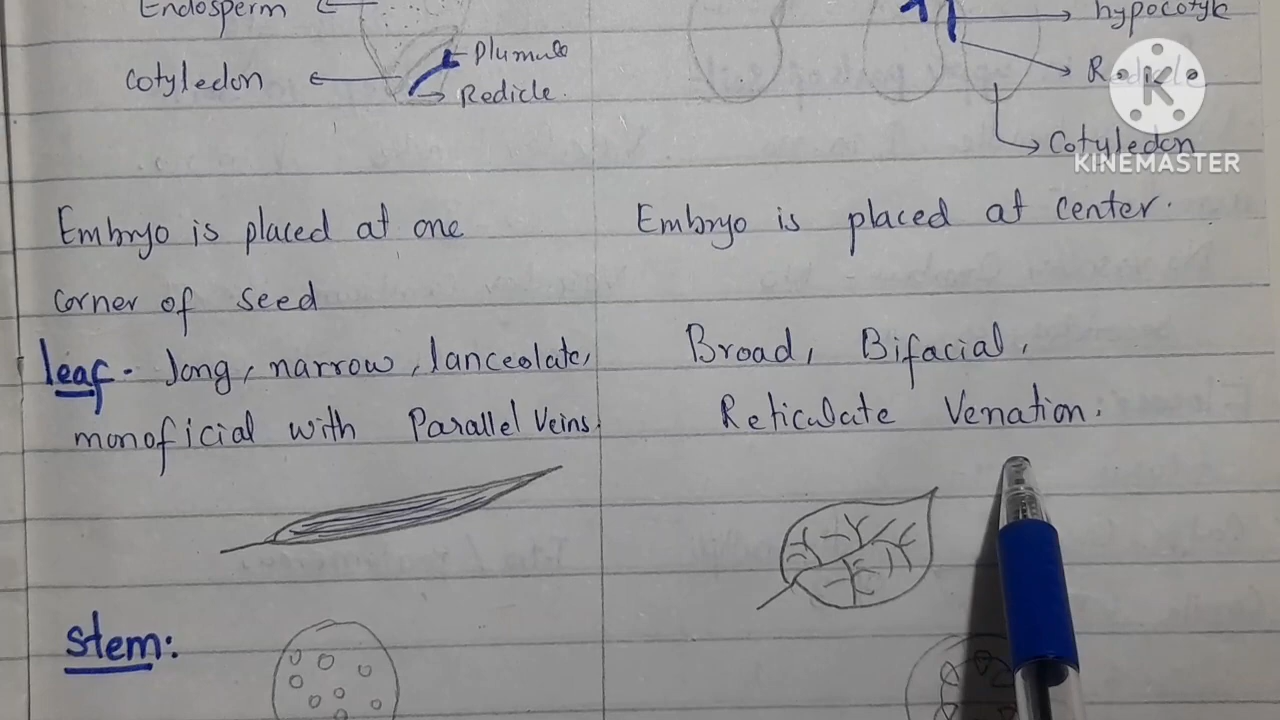 Endosperm
Plumule
Cotyledon
Redicle.
hypocotyle
Cotyledon
KINEMASTER
Embryo is placed at one
corner of seed
Embryo is placed at center.
leaf. long, narrow, lanceolate,
monoficial with Parallel Veins.
Broad, Bifacial,
Reticulate Venation.
Stem: